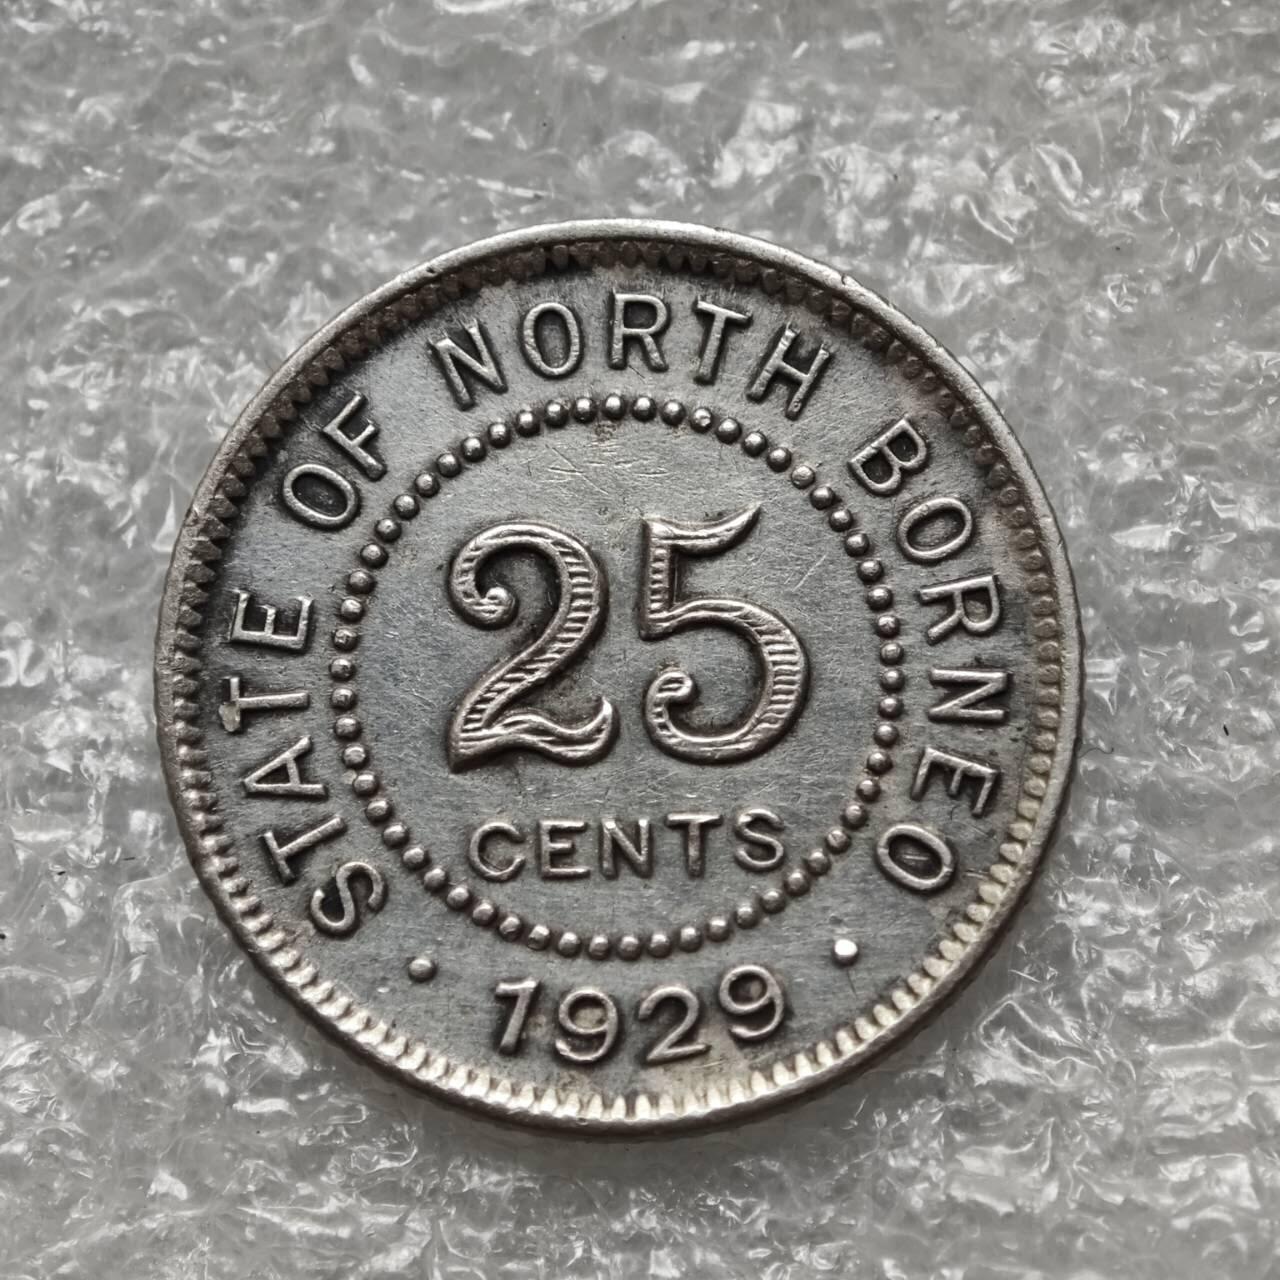 STATE OF NORTH BORNEO
25
CENTS
· 1929 ·